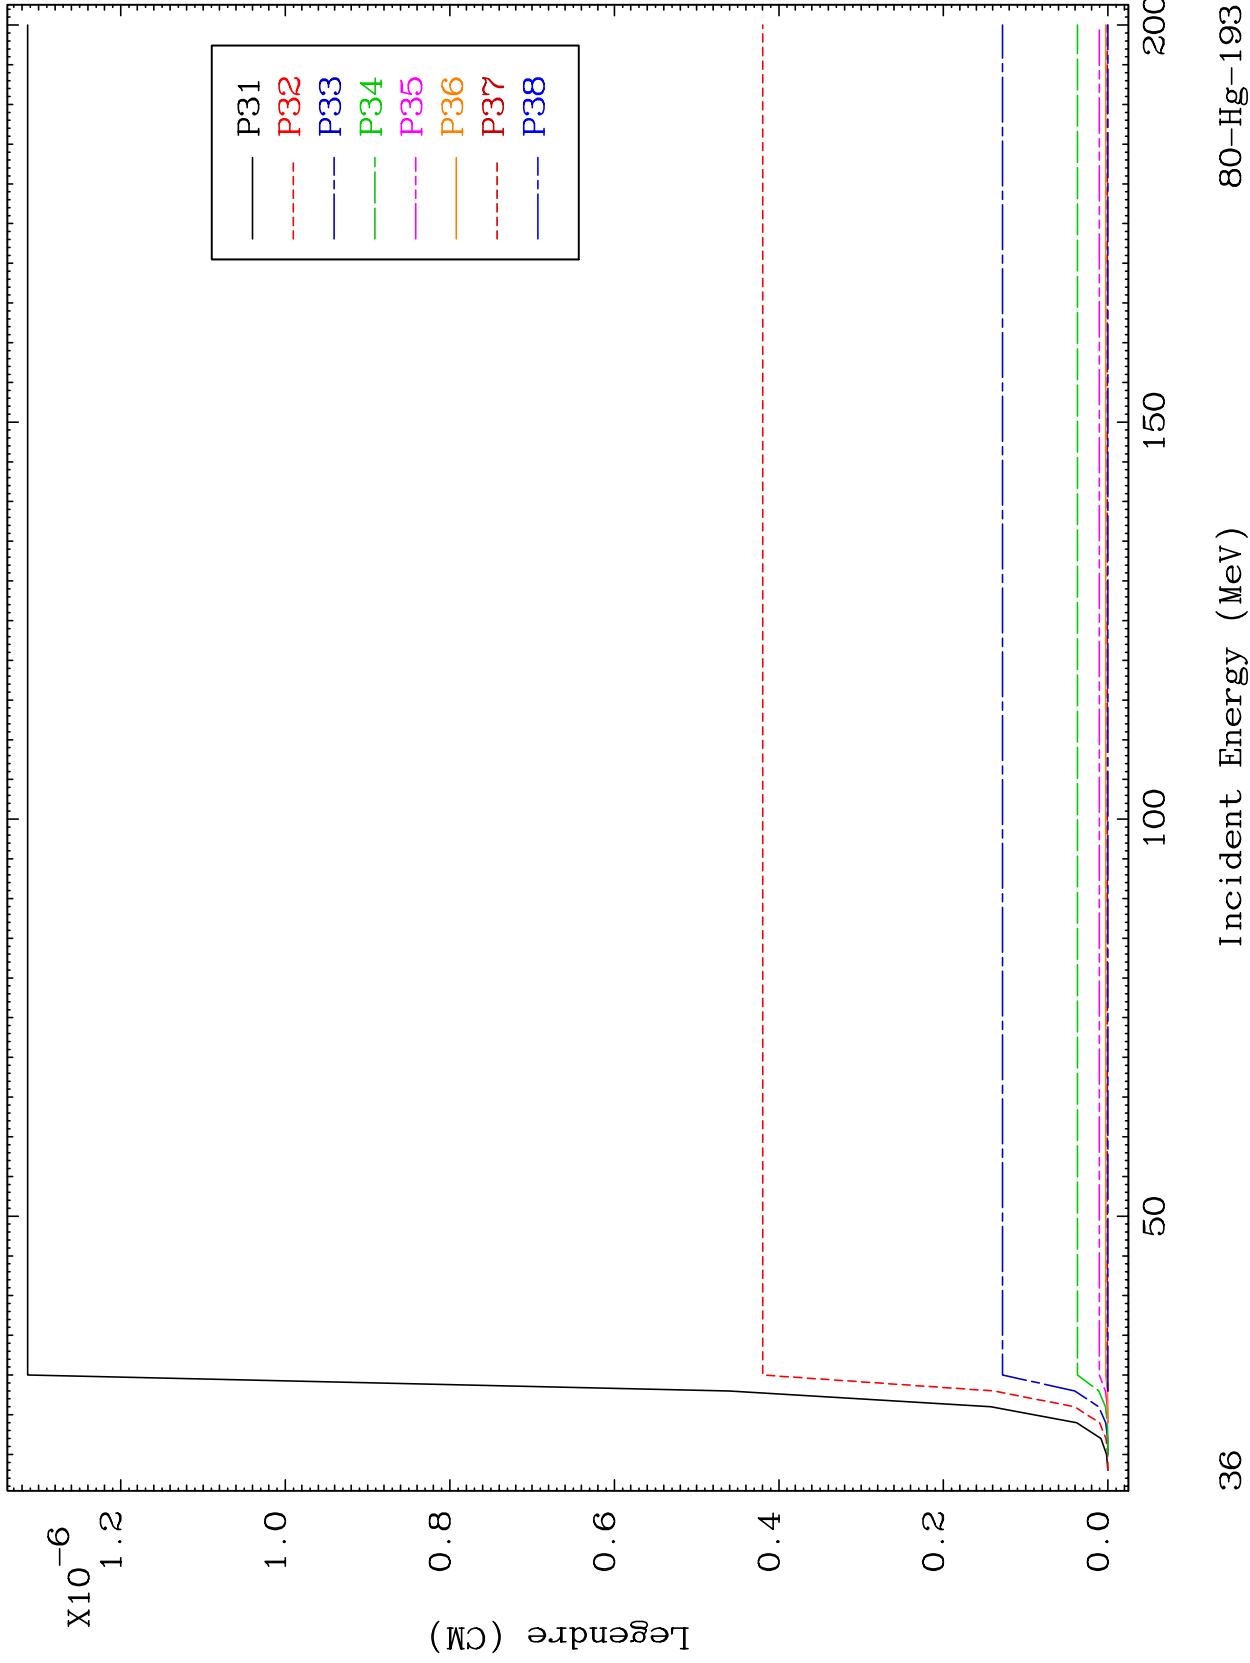 X10^-6
1.2
1.0
0.8
0.6
0.4
0.2
0.0
Legendre (CM)
P31
P32
P33
P34
P35
P36
P37
P38
50
100
150
200
Incident Energy (MeV)
36
80-Hg-193